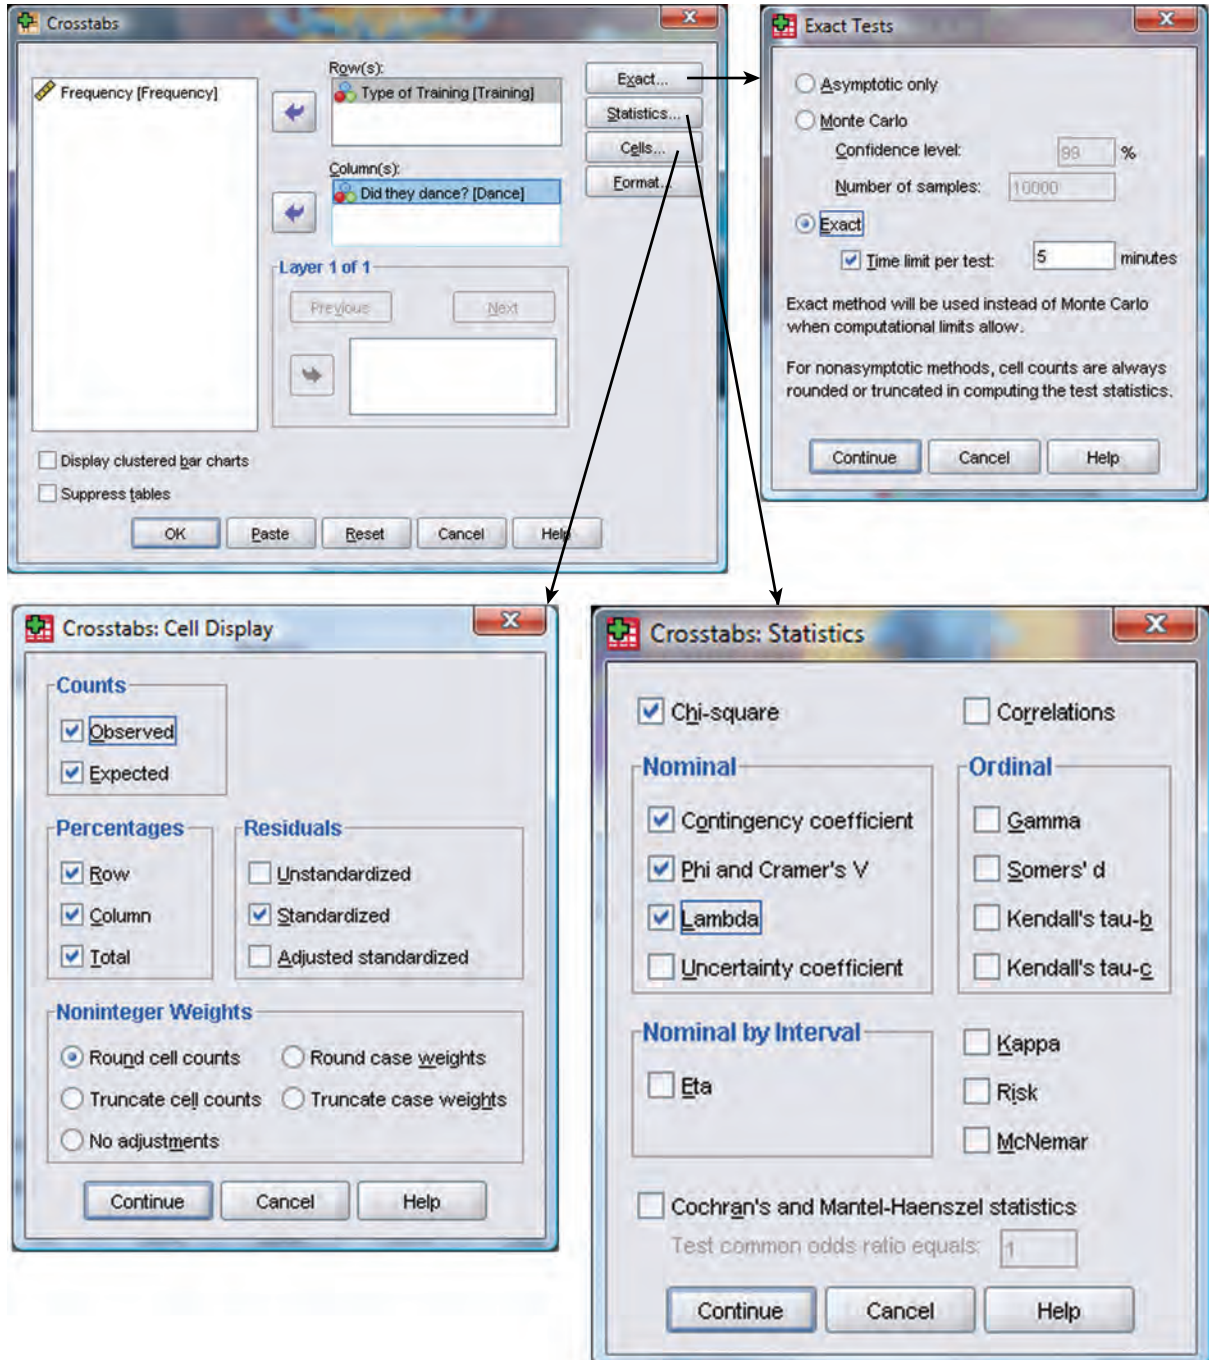 Crosstabs
Frequency [Frequency]
Row(s):
Type of Training [Training]
Column(s):
Did they dance? [Dance]
Layer 1 of 1
Previous Next
Exact...
Statistics...
Cells...
Format...
Display clustered bar charts
Suppress tables
OK Paste Reset Cancel Help
Exact Tests
Asymptotic only
Monte Carlo
Confidence level: 99 %
Number of samples: 10000
Exact
Time limit per test: 5 minutes
Exact method will be used instead of Monte Carlo
when computational limits allow.
For nonasymptotic methods, cell counts are always
rounded or truncated in computing the test statistics.
Continue Cancel Help
Crosstabs: Cell Display
Counts
Observed
Expected
Percentages
Row
Column
Total
Residuals
Unstandardized
Standardized
Adjusted standardized
Noninteger Weights
Round cell counts Round case weights
Truncate cell counts Truncate case weights
No adjustments
Continue Cancel Help
Crosstabs: Statistics
Chi-square Correlations
Nominal
Contingency coefficient
Phi and Cramer's V
Lambda
Uncertainty coefficient
Ordinal
Gamma
Somers' d
Kendall's tau-b
Kendall's tau-c
Nominal by Interval
Eta
Kappa
Risk
McNemar
Cochran's and Mantel-Haenszel statistics
Test common odds ratio equals: 1
Continue Cancel Help